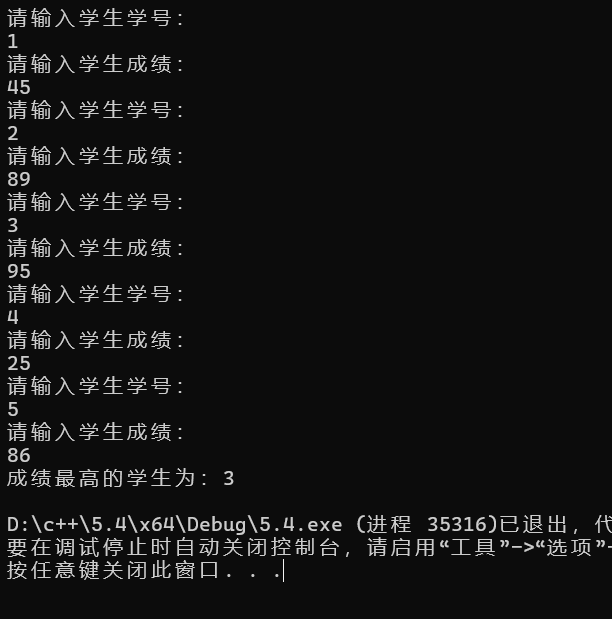 请输入学生学号:
1
请输入学生成绩:
45
请输入学生学号:
2
请输入学生成绩:
89
请输入学生学号:
3
请输入学生成绩:
95
请输入学生学号:
4
请输入学生成绩:
25
请输入学生学号:
5
请输入学生成绩:
86
成绩最高的学生为: 3
D:\c++\5.4\x64\Debug\5.4.exe (进程 35316)已退出，代
要在调试停止时自动关闭控制台，请启用“工具”->“选项”-
按任意键关闭此窗口. . .